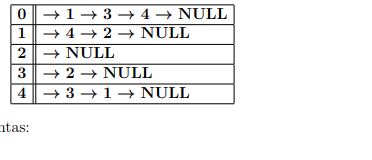 0 → 1 → 3 → 4 → NULL
1 → 4 → 2 → NULL
2 → NULL
3 → 2 → NULL
4 → 3 → 1 → NULL
ntas: